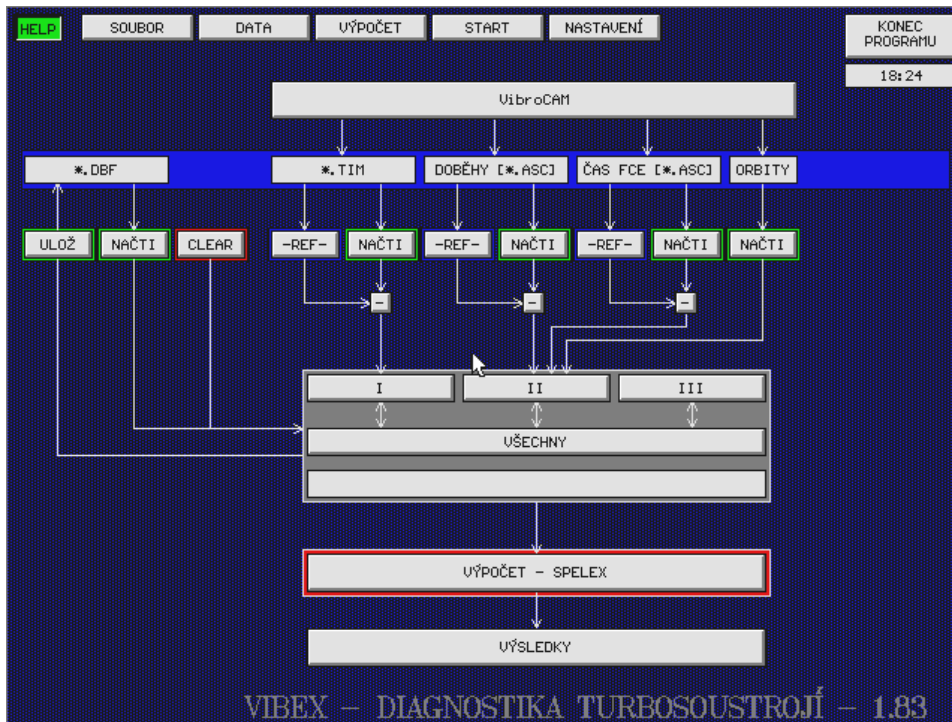 HELP
SOUBOR
DATA
VÝPOČET
START
NASTAVENÍ
KONEC
PROGRAMU
18:24
VibroCAM
*.DBF
*.TIM
DOBĚHY [*.ASC]
ČAS FCE [*.ASC]
ORBITY
ULOŽ
NAČTI
CLEAR
-REF-
NAČTI
-REF-
NAČTI
-REF-
NAČTI
NAČTI
-
-
-
I
II
III
VŠECHNY
VÝPOČET - SPELEX
VÝSLEDKY
VIBEX - DIAGNOSTIKA TURBOSOUSTROJÍ - 1.83